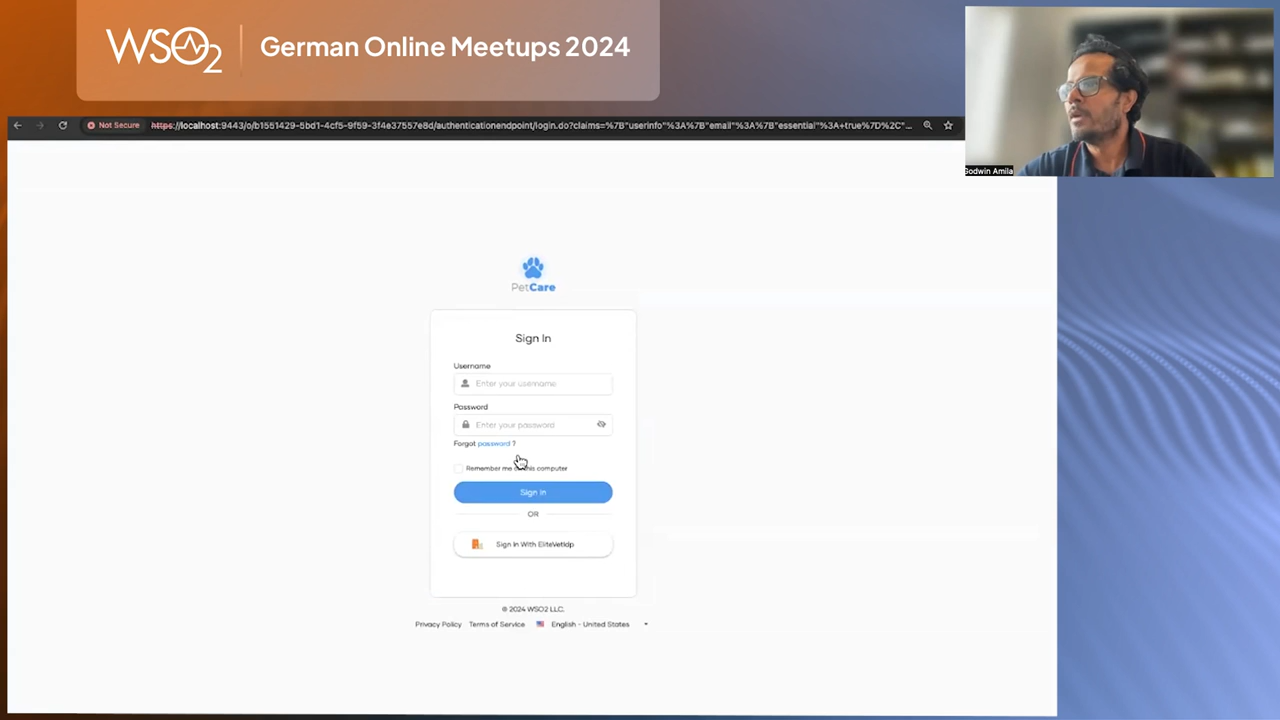 WSO2
German Online Meetups 2024
Not Secure https://localhost:9443/o/b1551429-5bd1-4cf5-9f59-3f4e37557e8d/authenticationendpoint/login.do?claims=%7B"userinfo"%3A%7B"email"%3A%7B"essential"%3A+true%7D%2C"...
Godwin Amila
PetCare
Sign In
Username
Enter your username
Password
Enter your password
Forgot password ?
Remember me on this computer
Sign In
OR
Sign In With EliteVetIdp
© 2024 WSO2 LLC.
Privacy Policy Terms of Service English - United States